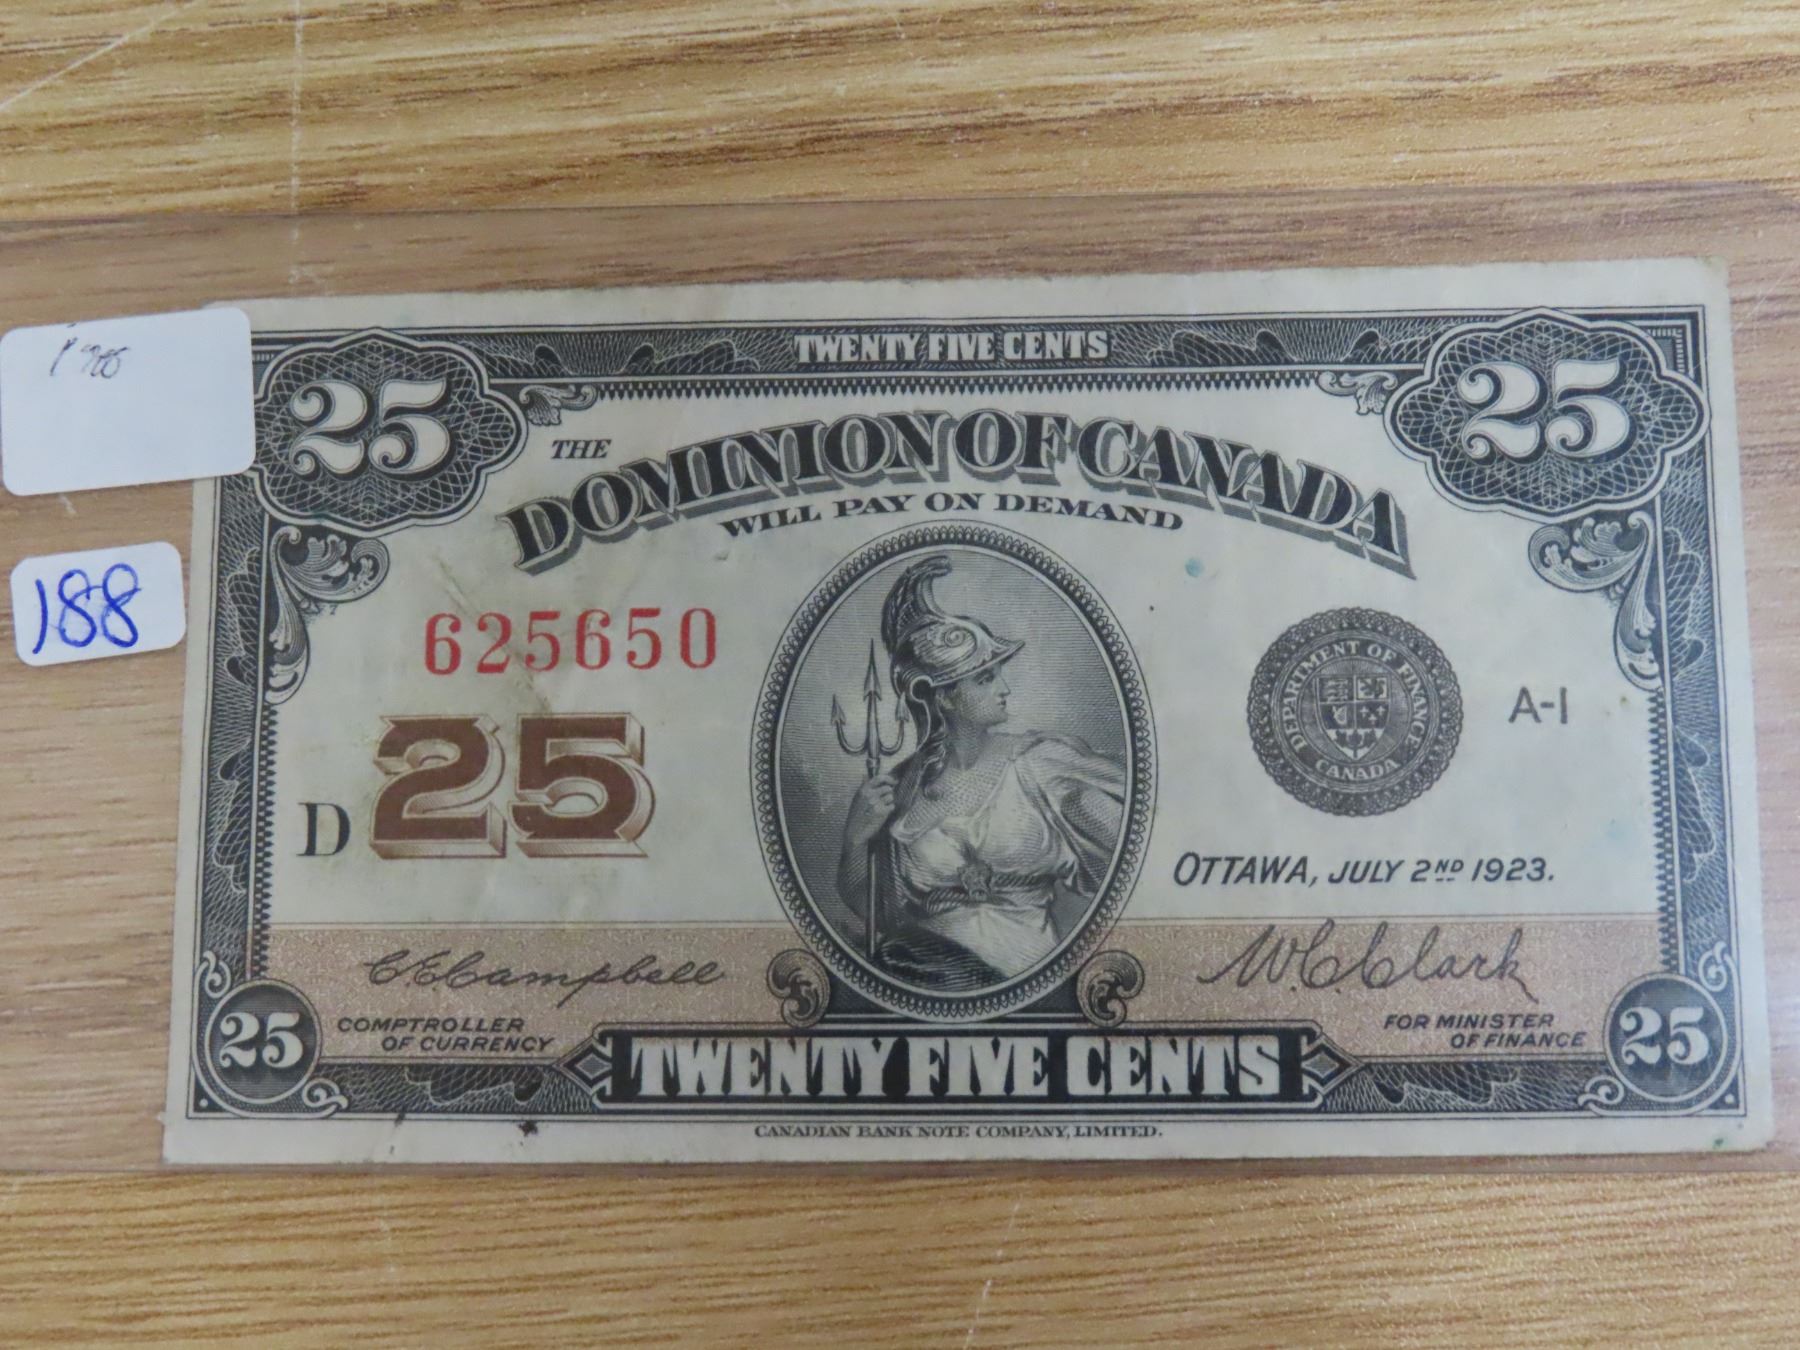 TWENTY FIVE CENTS
25 25
THE
DOMINION OF CANADA
WILL PAY ON DEMAND
188
625650
DEPARTMENT OF FINANCE
CANADA
A-1
D 25
OTTAWA, JULY 2ND 1923.
C.E. Campbell
W.C. Clark
COMPTROLLER
OF CURRENCY
FOR MINISTER
OF FINANCE
25 TWENTY FIVE CENTS 25
CANADIAN BANK NOTE COMPANY, LIMITED.